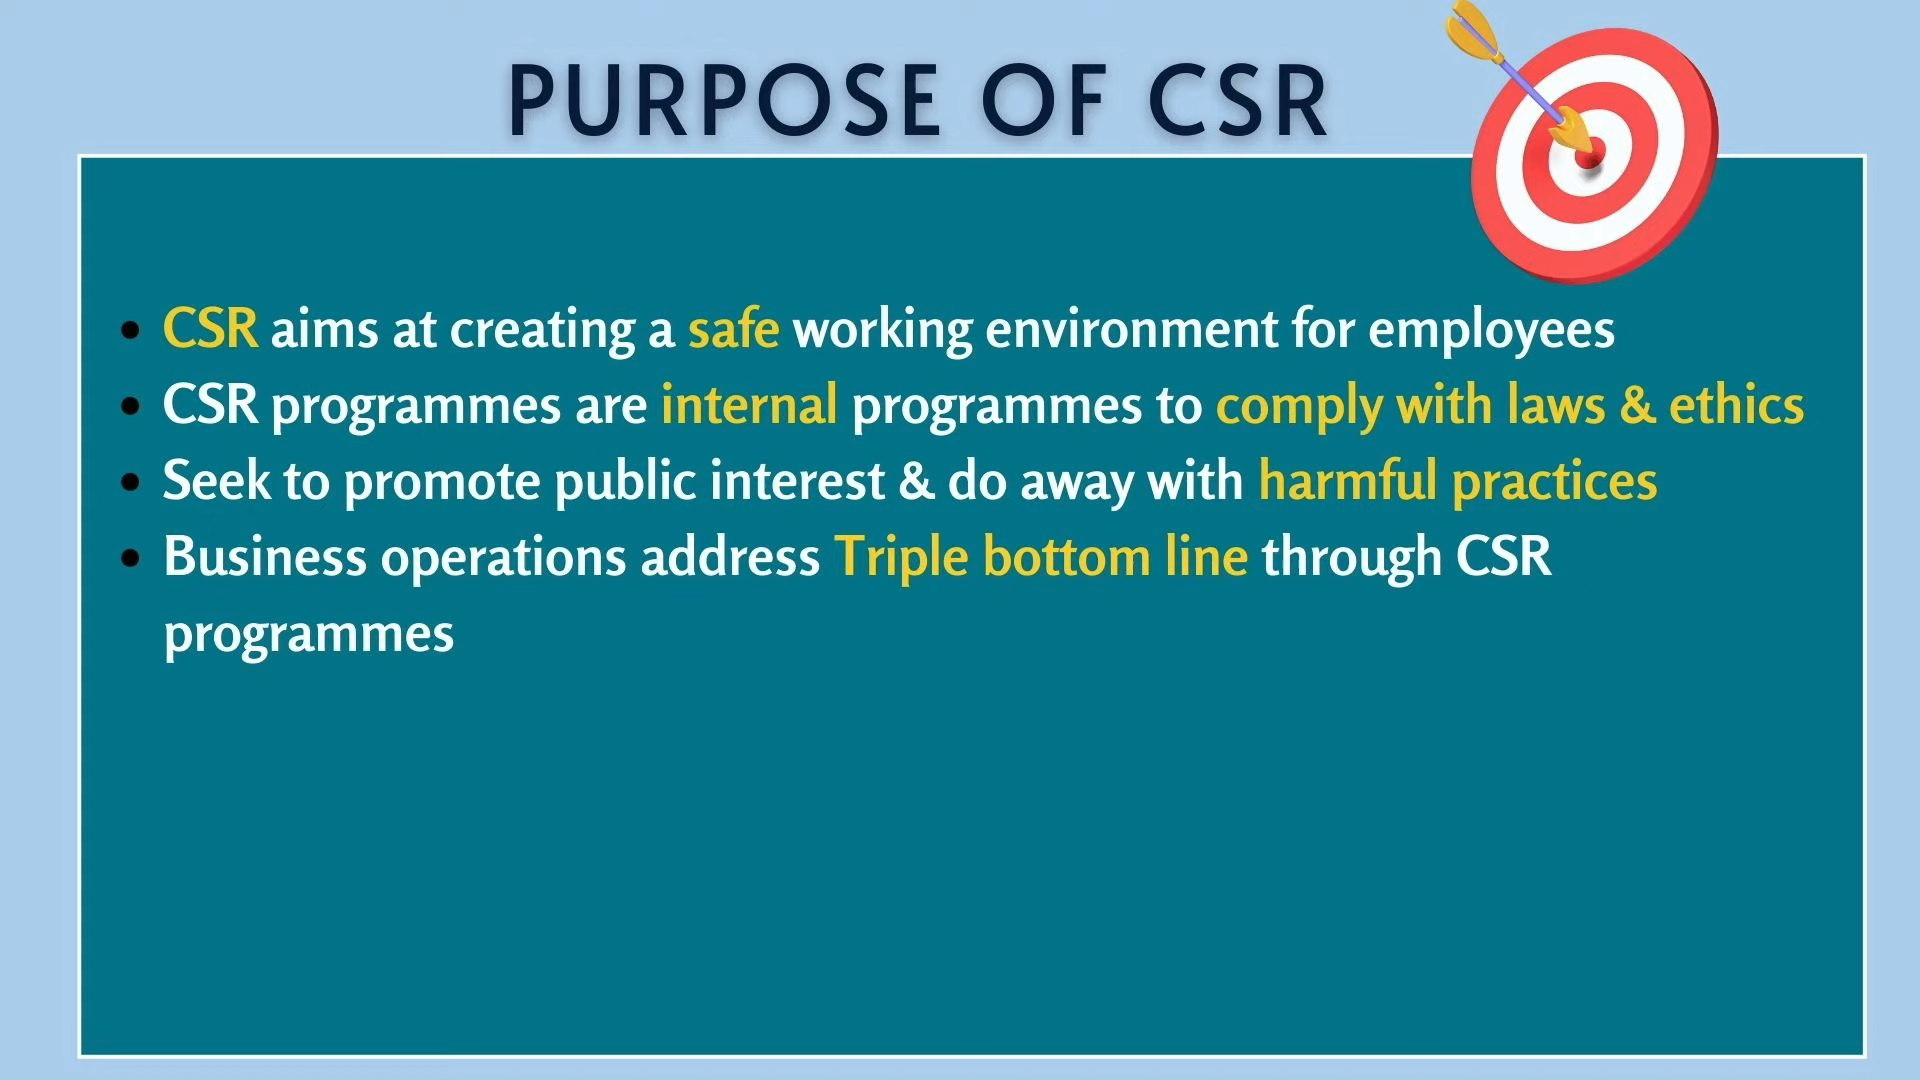 PURPOSE OF CSR
• CSR aims at creating a safe working environment for employees
• CSR programmes are internal programmes to comply with laws & ethics
• Seek to promote public interest & do away with harmful practices
• Business operations address Triple bottom line through CSR
programmes